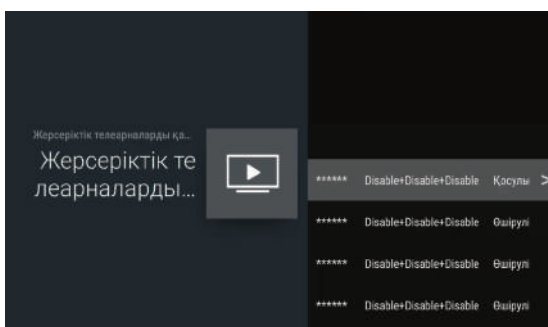 Жерсеріктік телеарналарды қа...
Жерсеріктік те
леарналарды...
****** Disable+Disable+Disable Қосулы >
****** Disable+Disable+Disable Өшірулі
****** Disable+Disable+Disable Өшірулі
****** Disable+Disable+Disable Өшірулі